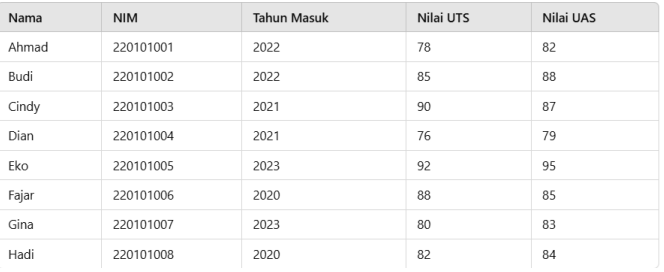 Nama NIM Tahun Masuk Nilai UTS Nilai UAS
Ahmad 220101001 2022 78 82
Budi 220101002 2022 85 88
Cindy 220101003 2021 90 87
Dian 220101004 2021 76 79
Eko 220101005 2023 92 95
Fajar 220101006 2020 88 85
Gina 220101007 2023 80 83
Hadi 220101008 2020 82 84